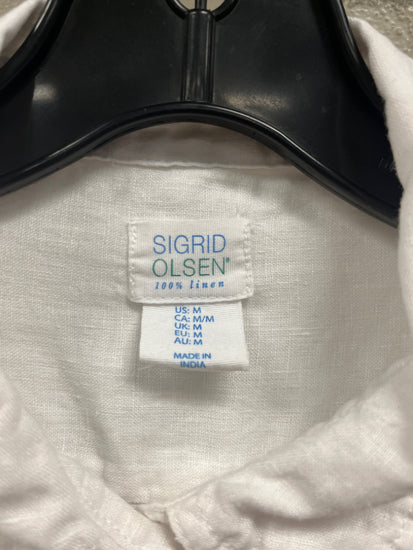 SIGRID
OLSEN®
100% linen
US: M
CA: M/M
UK: M
EU: M
AU: M
MADE IN
INDIA